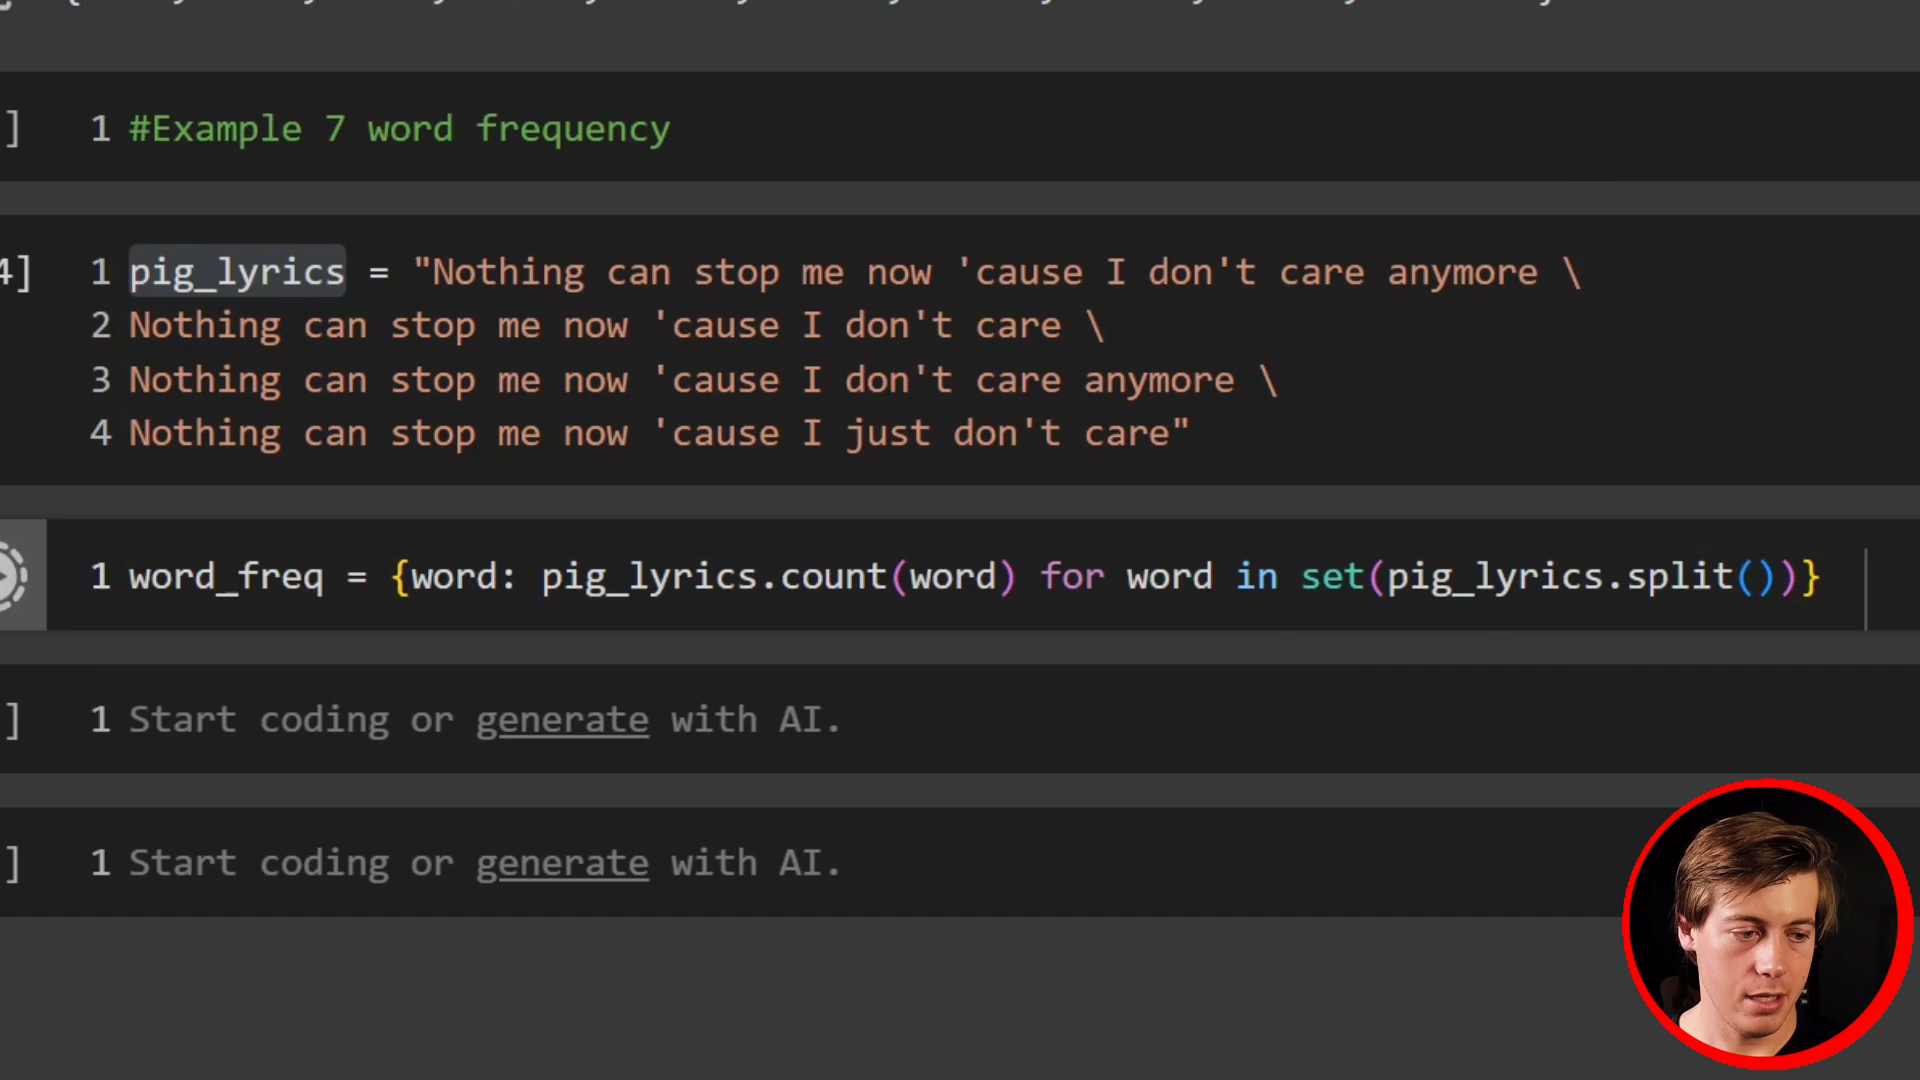 ] 1 #Example 7 word frequency
4] 1 pig_lyrics = "Nothing can stop me now 'cause I don't care anymore \
2 Nothing can stop me now 'cause I don't care \
3 Nothing can stop me now 'cause I don't care anymore \
4 Nothing can stop me now 'cause I just don't care"
1 word_freq = {word: pig_lyrics.count(word) for word in set(pig_lyrics.split())}
] 1 Start coding or generate with AI.
] 1 Start coding or generate with AI.